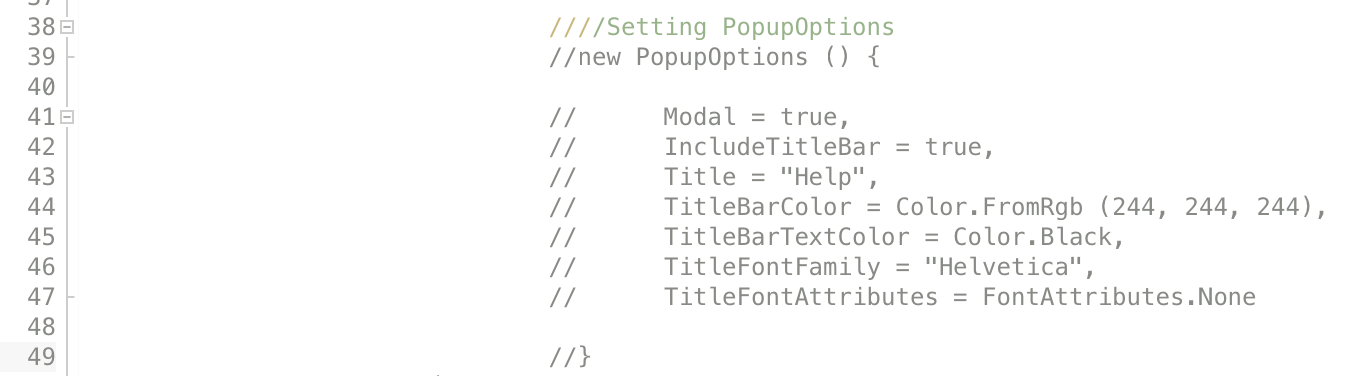 37
38 ////Setting PopupOptions
39 //new PopupOptions () {
40
41 //      Modal = true,
42 //      IncludeTitleBar = true,
43 //      Title = "Help",
44 //      TitleBarColor = Color.FromRgb (244, 244, 244),
45 //      TitleBarTextColor = Color.Black,
46 //      TitleFontFamily = "Helvetica",
47 //      TitleFontAttributes = FontAttributes.None
48
49 //}